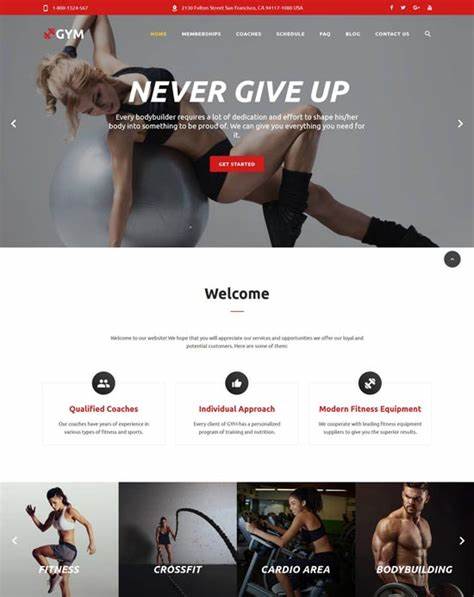 1-800-1324-567
2130 Fulton Street San Francisco, CA 94117-1080 USA
GYM
HOME MEMBERSHIPS COACHES SCHEDULE FAQ BLOG CONTACT US
NEVER GIVE UP
Every bodybuilder requires a lot of dedication and effort to shape his/her
body into something to be proud of. We can give you everything you need for
it.
GET STARTED
Welcome
Welcome to our website! We hope that you will appreciate our services and opportunities we offer our loyal and
potential customers. Here are some of them:
Qualified Coaches
Our coaches have years of experience in
various types of fitness and sports.
Individual Approach
Every client of GYM has a personalized
program of training and nutrition.
Modern Fitness Equipment
We cooperate with leading fitness equipment
suppliers to give you the superior results.
FITNESS
CROSSFIT
CARDIO AREA
BODYBUILDING